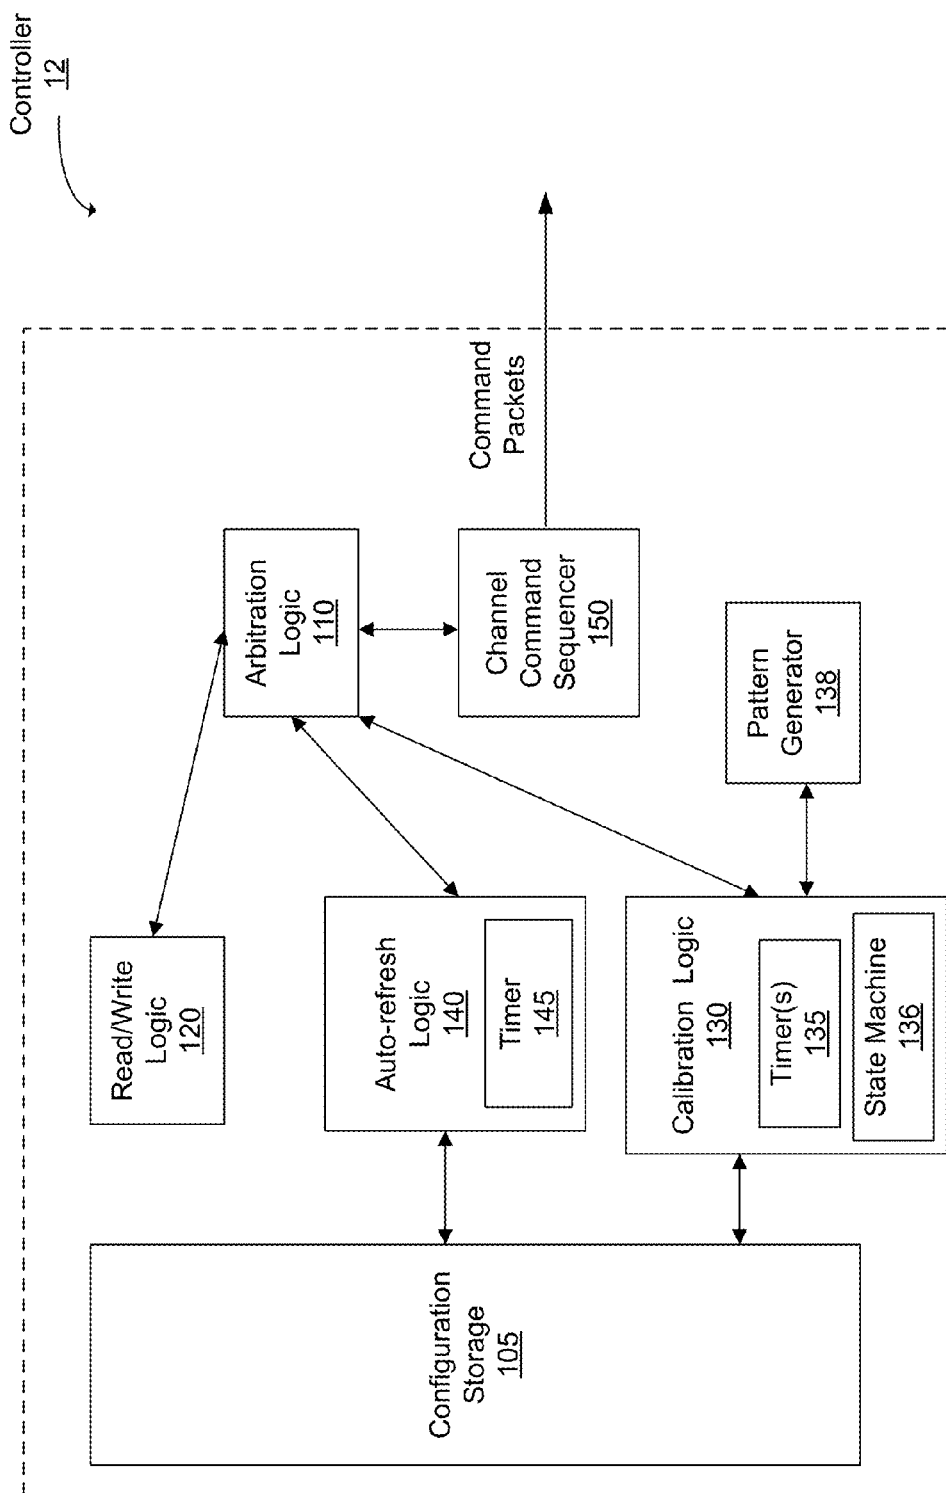 Controller
12
Read/Write
Logic
120
Arbitration
Logic
110
Configuration
Storage
105
Auto-refresh
Logic
140
Timer
145
Channel
Command
Sequencer
150
Command
Packets
Calibration Logic
130
Timer(s)
135
State Machine
136
Pattern
Generator
138